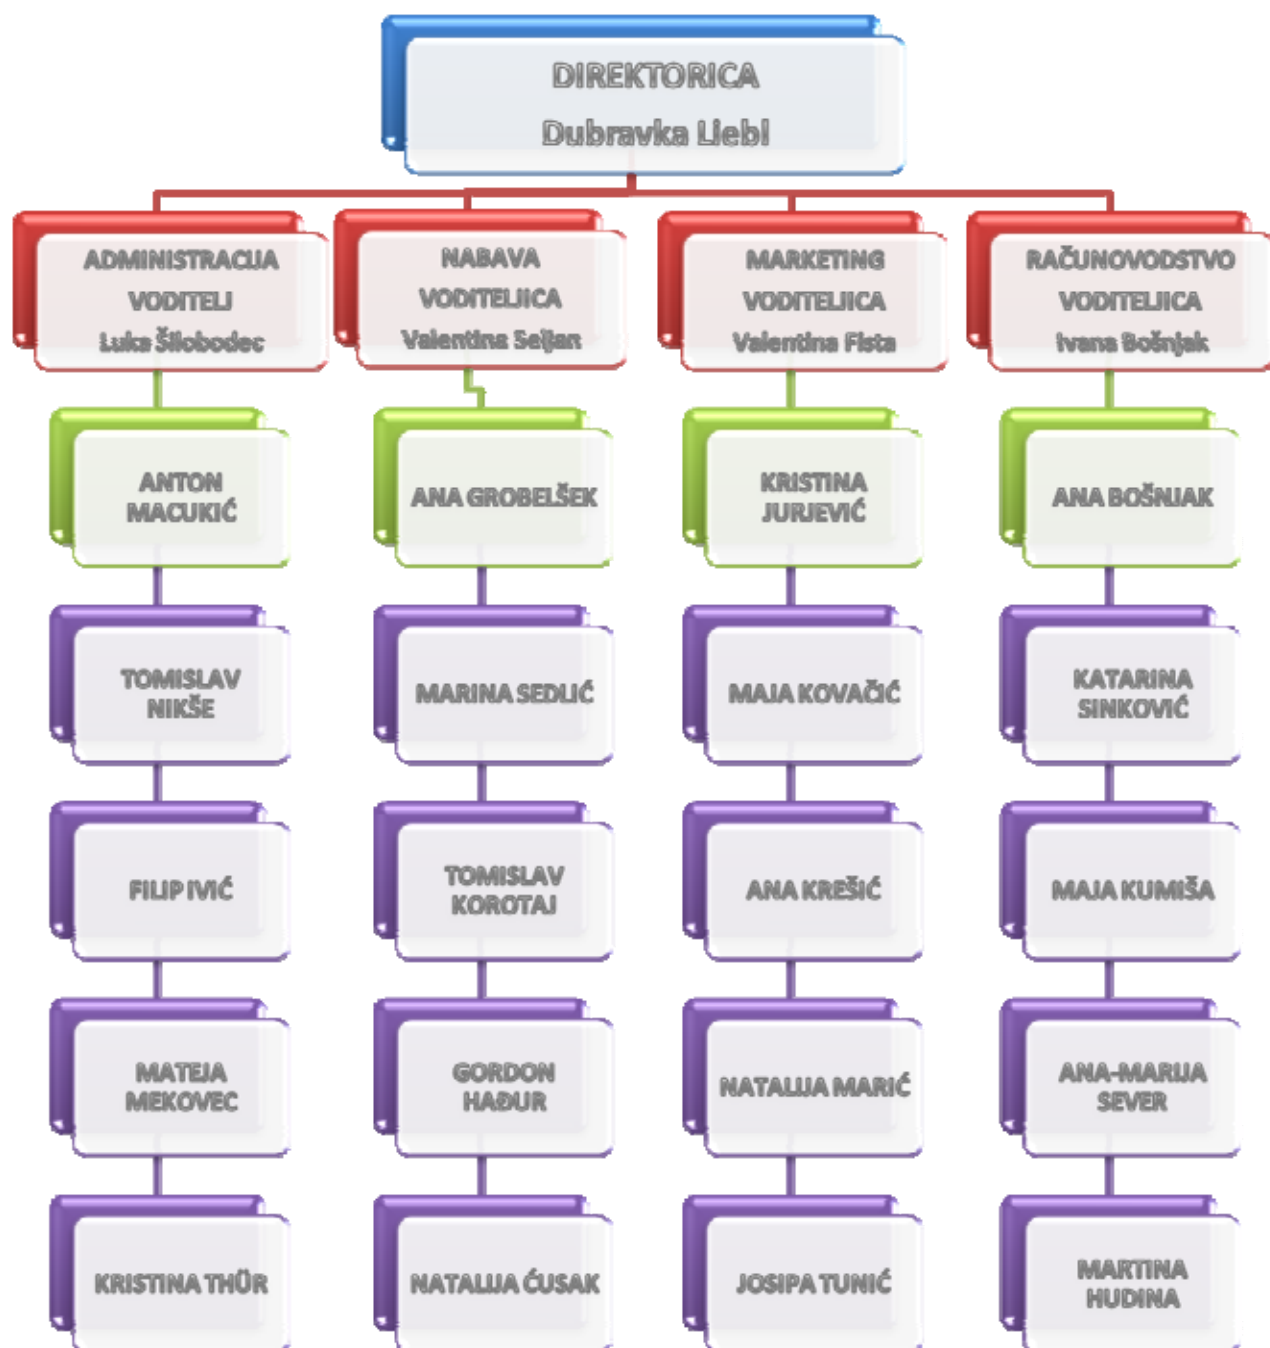 DIREKTORICA
Dubravka Liebl
ADMINISTRACIJA
VODITELJ
Luka Šilobodec
NABAVA
VODITELJICA
Valentina Seljan
MARKETING
VODITELJICA
Valentina Fista
RAČUNOVODSTVO
VODITELJICA
Ivana Bošnjak
ANTON
MACUKIĆ
ANA GROBELŠEK
KRISTINA
JURJEVIĆ
ANA BOŠNJAK
TOMISLAV
NIKŠE
MARINA SEDLIĆ
MAJA KOVAČIĆ
KATARINA
SINKOVIĆ
FILIP IVIĆ
TOMISLAV
KOROTAJ
ANA KREŠIĆ
MAJA KUMIŠA
MATEJA
MEKOVEC
GORDON
HAĐUR
NATALIJA MARIĆ
ANA-MARIJA
SEVER
KRISTINA THÜR
NATALIJA ĆUSAK
JOSIPA TUNIĆ
MARTINA
HUDINA